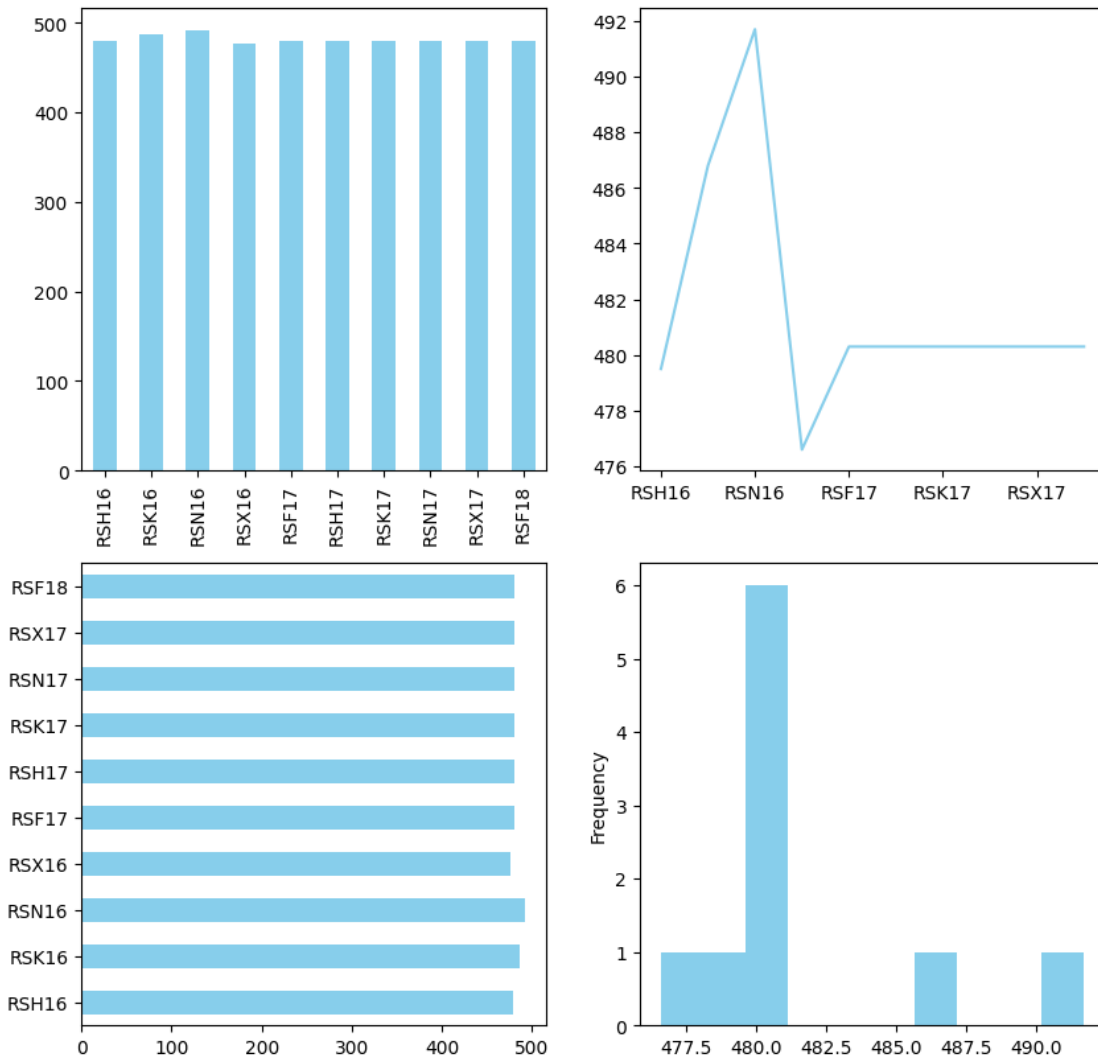 500
400
300
200
100
0
RSH16
RSK16
RSN16
RSX16
RSF17
RSH17
RSK17
RSN17
RSX17
RSF18
492
490
488
486
484
482
480
478
476
RSH16 RSN16 RSF17 RSK17 RSX17
RSF18
RSX17
RSN17
RSK17
RSH17
RSF17
RSX16
RSN16
RSK16
RSH16
0 100 200 300 400 500
Frequency
6
5
4
3
2
1
0
477.5 480.0 482.5 485.0 487.5 490.0